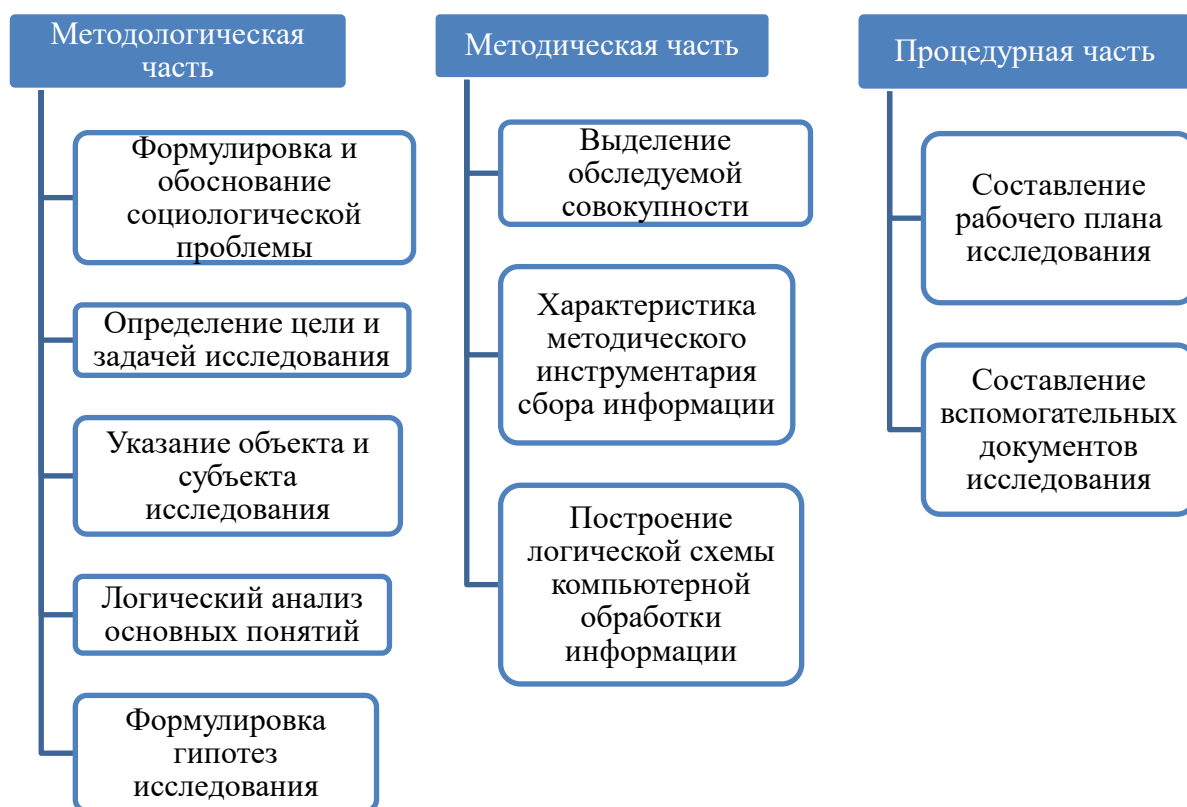 Методологическая
часть
Формулировка и
обоснование
социологической
проблемы
Определение цели и
задачей исследования
Указание объекта и
субъекта
исследования
Логический анализ
основных понятий
Формулировка
гипотез
исследования
Методическая часть
Выделение
обследуемой
совокупности
Характеристика
методического
инструментария
сбора информации
Построение
логической схемы
компьютерной
обработки
информации
Процедурная часть
Составление
рабочего плана
исследования
Составление
вспомогательных
документов
исследования